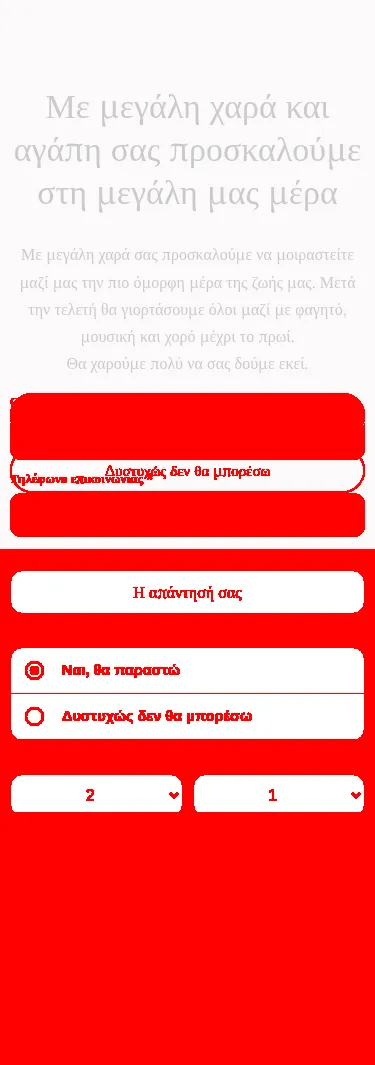 Με μεγάλη χαρά και
αγάπη σας προσκαλούμε
στη μεγάλη μας μέρα
Με μεγάλη χαρά σας προσκαλούμε να μοιραστείτε
μαζί μας την πιο όμορφη μέρα της ζωής μας. Μετά
την τελετή θα γιορτάσουμε όλοι μαζί με φαγητό,
μουσική και χορό μέχρι το πρωί.
Θα χαρούμε πολύ να σας δούμε εκεί.
Δυστυχώς δεν θα μπορέσω
Τηλέφωνο επικοινωνίας *
Η απάντησή σας
Ναι, θα παραστώ
Δυστυχώς δεν θα μπορέσω
2 1